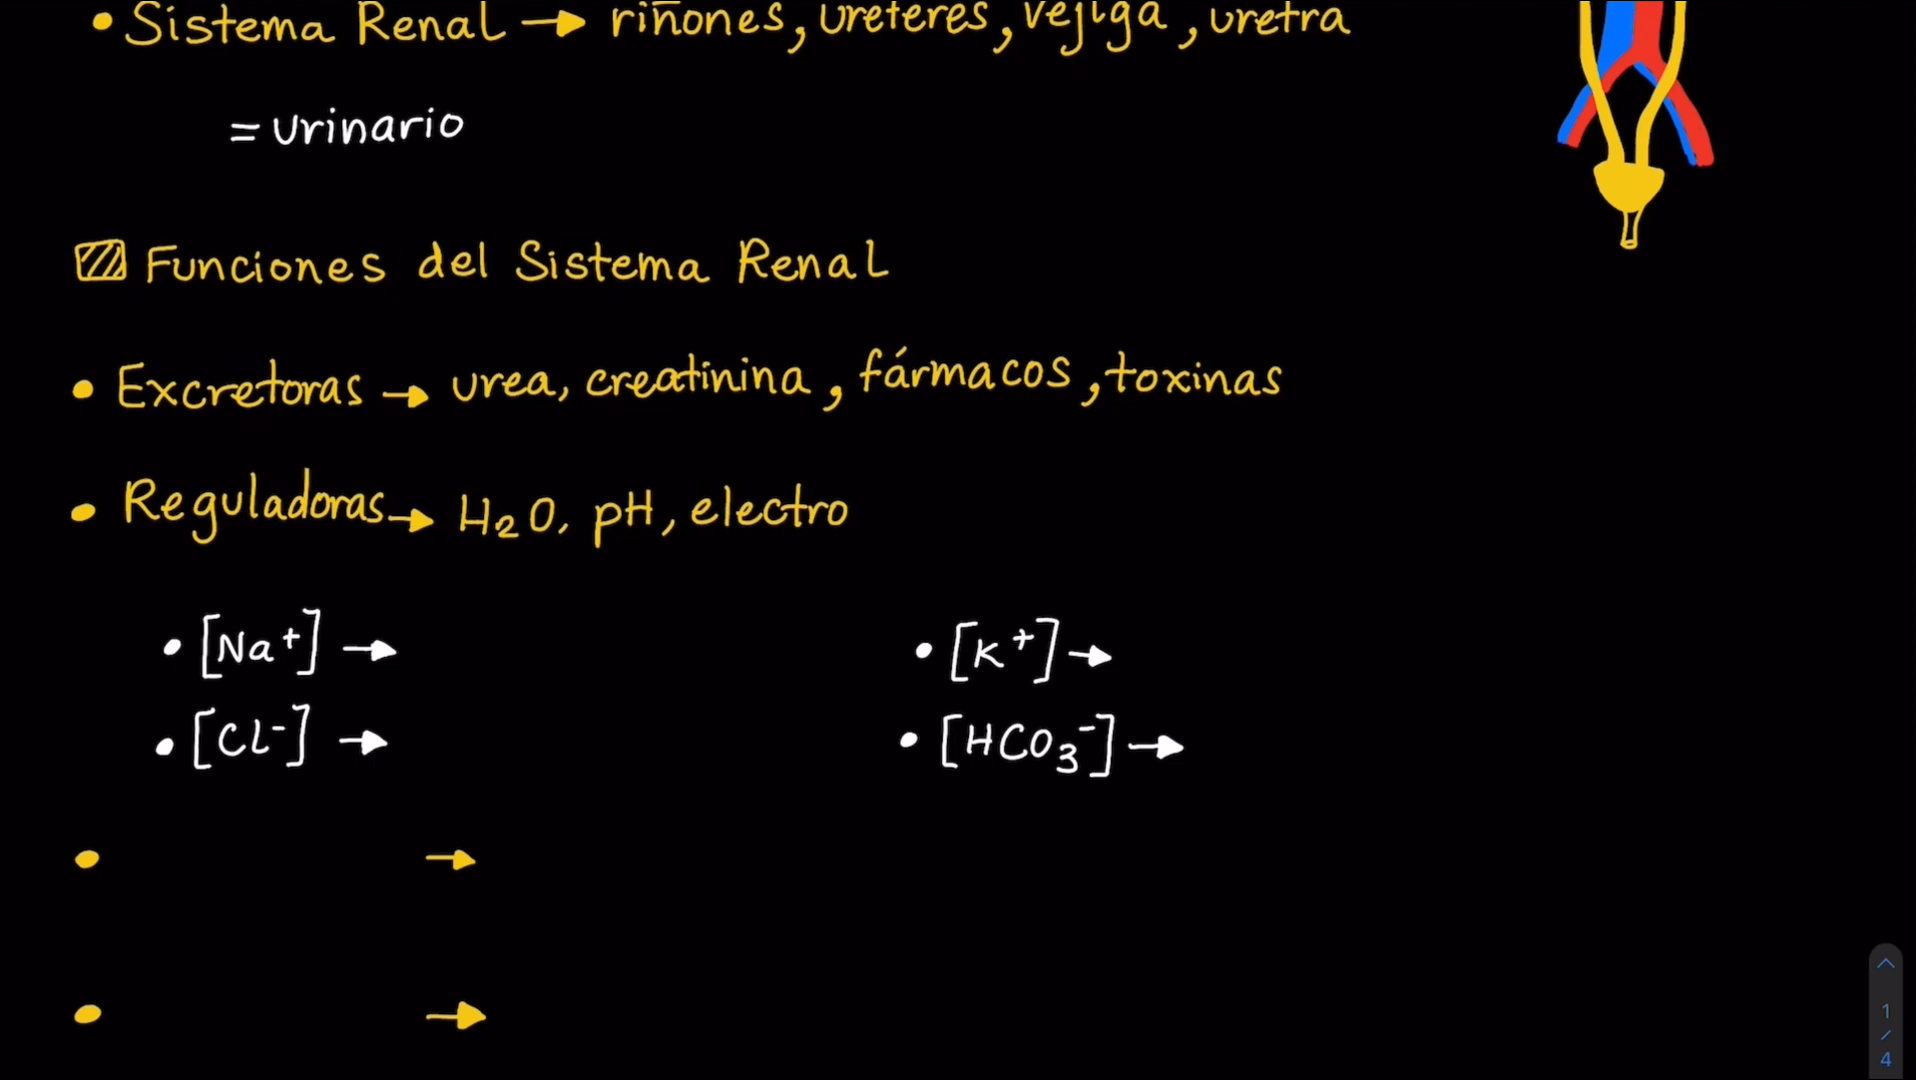 • Sistema Renal → riñones, ureteres, vejiga, uretra
= urinario
Funciones del Sistema Renal
• Excretoras → urea, creatinina, fármacos, toxinas
• Reguladoras → H₂O, pH, electro
• [Na⁺] →
• [K⁺] →
• [Cl⁻] →
• [HCO₃⁻] →
• →
• →
1
/
4